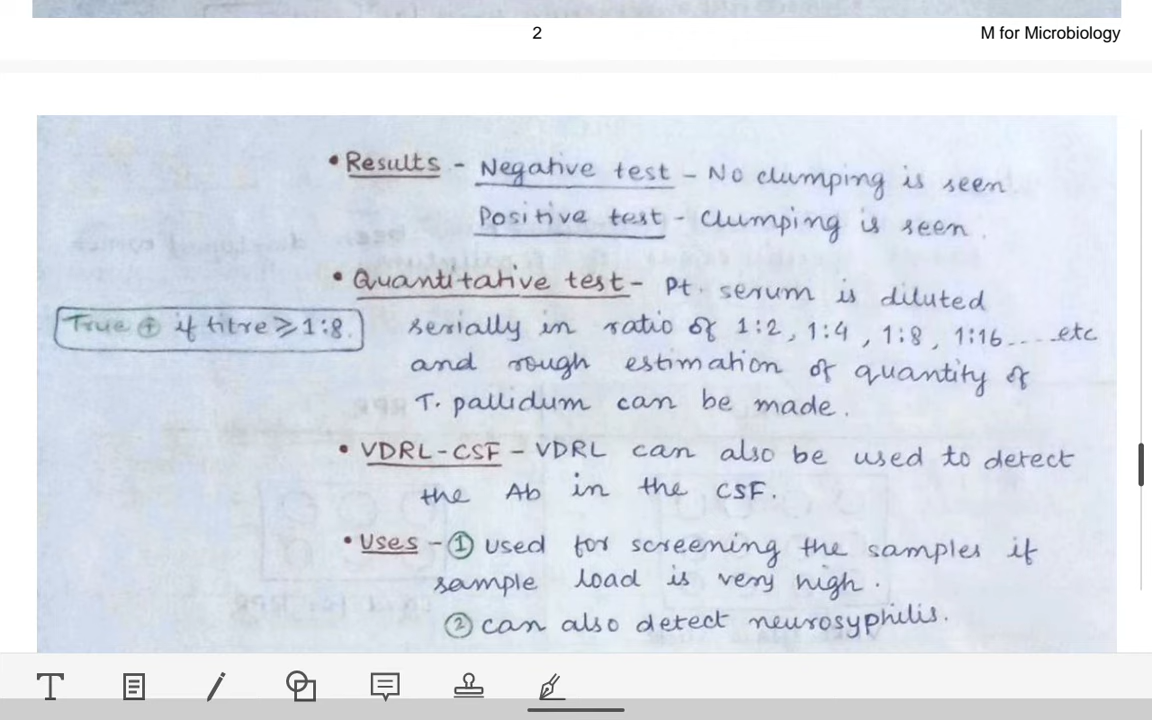 2
M for Microbiology
• Results - Negative test - No clumping is seen
Positive test - clumping is seen.
• Quantitative test - Pt. serum is diluted
True + if titre ≥ 1:8.
serially in ratio of 1:2, 1:4, 1:8, 1:16.....etc
and rough estimation of quantity of
T. pallidum can be made.
• VDRL-CSF - VDRL can also be used to detect
the Ab in the CSF.
• Uses - ① used for screening the samples if
sample load is very high.
② can also detect neurosyphilis.
T